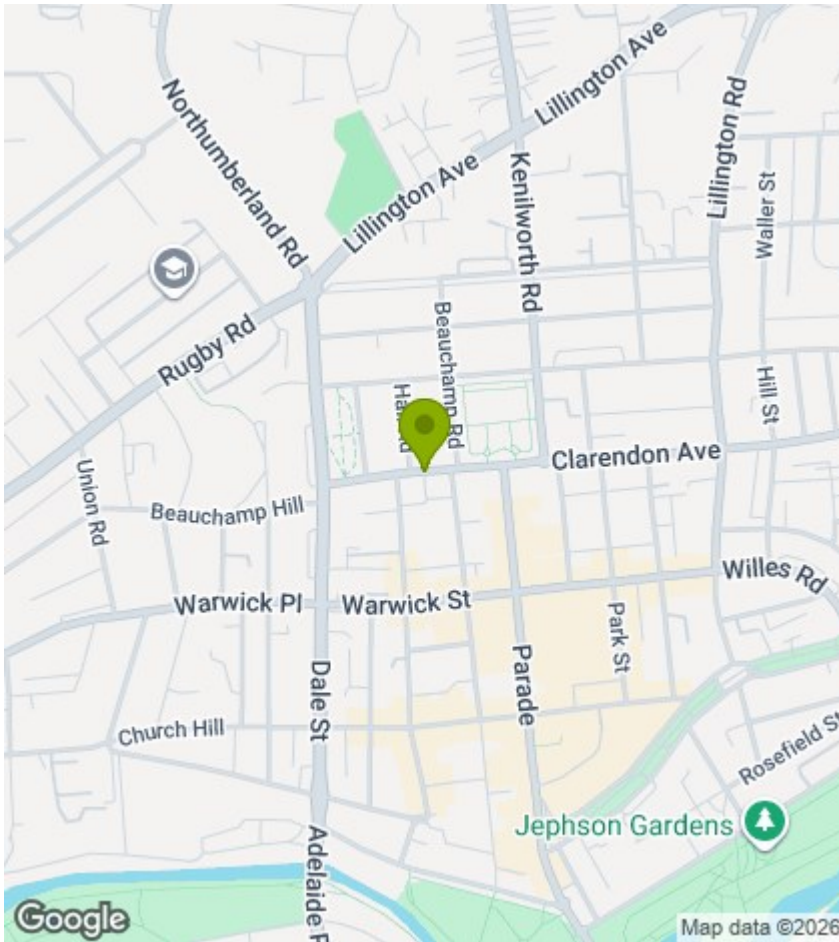 Northumberland Rd
Lillington Ave
Lillington Ave
Kenilworth Rd
Lillington Rd
Waller St
Rugby Rd
Beauchamp Rd
Hill St
Union Rd
Clarendon Ave
Beauchamp Hill
Willes Rd
Warwick Pl
Warwick St
Park St
Parade
Dale St
Church Hill
Rosefield St
Jephson Gardens
Adelaide
Google
Map data ©2026